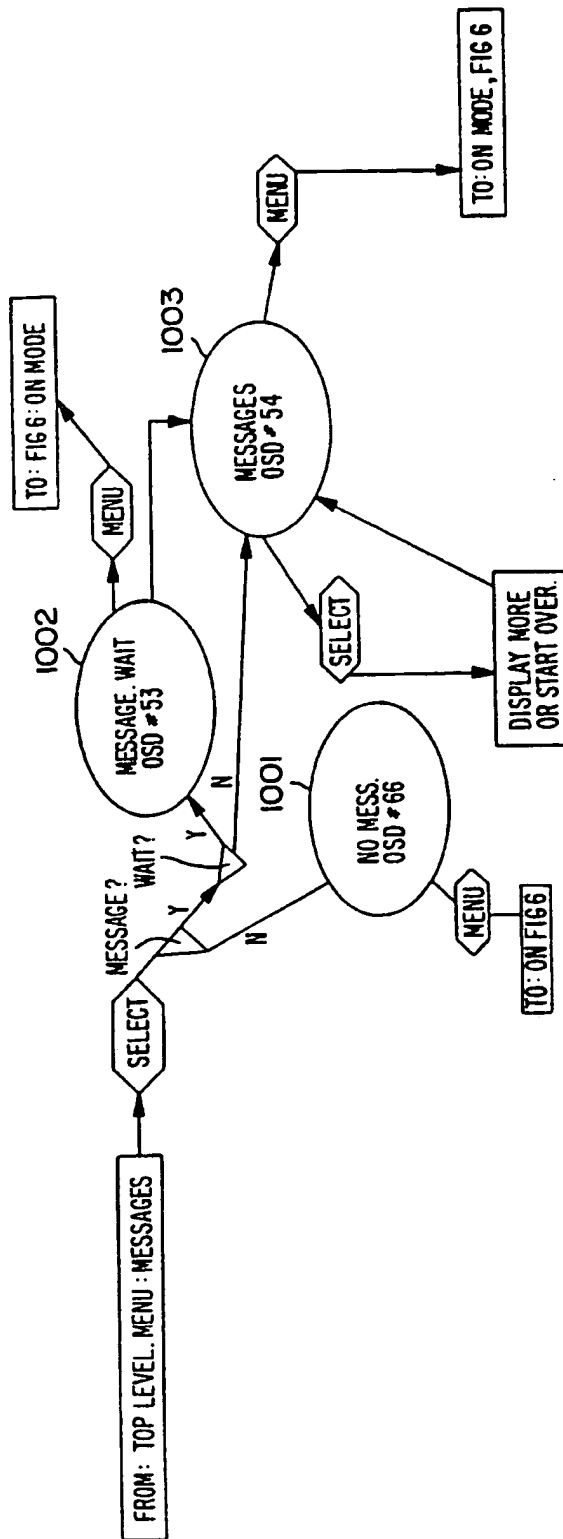 FROM: TOP LEVEL. MENU: MESSAGES
SELECT
MESSAGE?
Y
N
WAIT?
Y
N
1002
MESSAGE. WAIT
OSD # 53
MENU
TO: FIG 6: ON MODE
1001
NO MESS.
OSD # 66
MENU
TO: ON FIG 6
1003
MESSAGES
OSD # 54
SELECT
DISPLAY MORE
OR START OVER.
MENU
TO: ON MODE, FIG 6